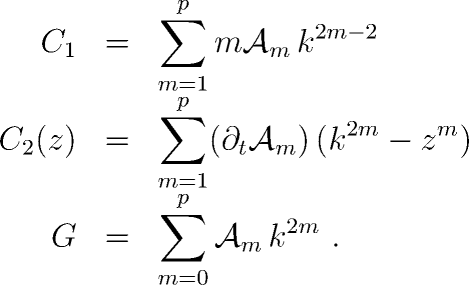 C_1 = \sum_{m=1}^{p} m \mathcal{A}_m \, k^{2m-2}
C_2(z) = \sum_{m=1}^{p} (\partial_t \mathcal{A}_m) \, (k^{2m} - z^m)
G = \sum_{m=0}^{p} \mathcal{A}_m \, k^{2m} \ .